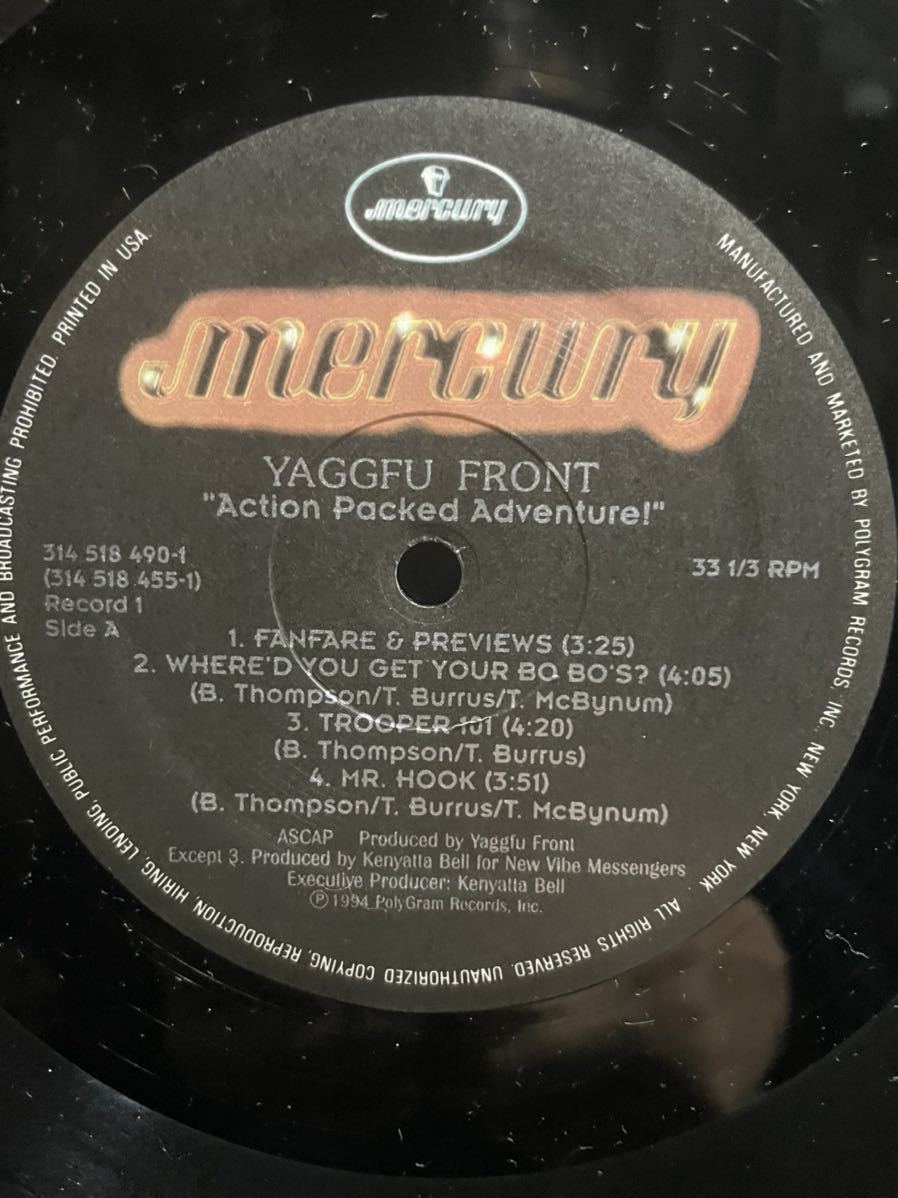 mercury
mercury
YAGGFU FRONT
"Action Packed Adventure!"
314 518 490-1
(314 518 455-1)
Record 1
Side A
33 1/3 RPM
1. FANFARE & PREVIEWS (3:25)
2. WHERE'D YOU GET YOUR BO BO'S? (4:05)
(B. Thompson/T. Burrus/T. McBynum)
3. TROOPER 101 (4:20)
(B. Thompson/T. Burrus)
4. MR. HOOK (3:51)
(B. Thompson/T. Burrus/T. McBynum)
ASCAP Produced by Yaggfu Front
Except 3. Produced by Kenyatta Bell for New Vibe Messengers
Executive Producer: Kenyatta Bell
℗ 1994 PolyGram Records, Inc.
MANUFACTURED AND MARKETED BY POLYGRAM RECORDS, INC. NEW YORK, NEW YORK. ALL RIGHTS RESERVED. UNAUTHORIZED COPYING, REPRODUCTION, HIRING, LENDING, PUBLIC PERFORMANCE AND BROADCASTING PROHIBITED. PRINTED IN USA.